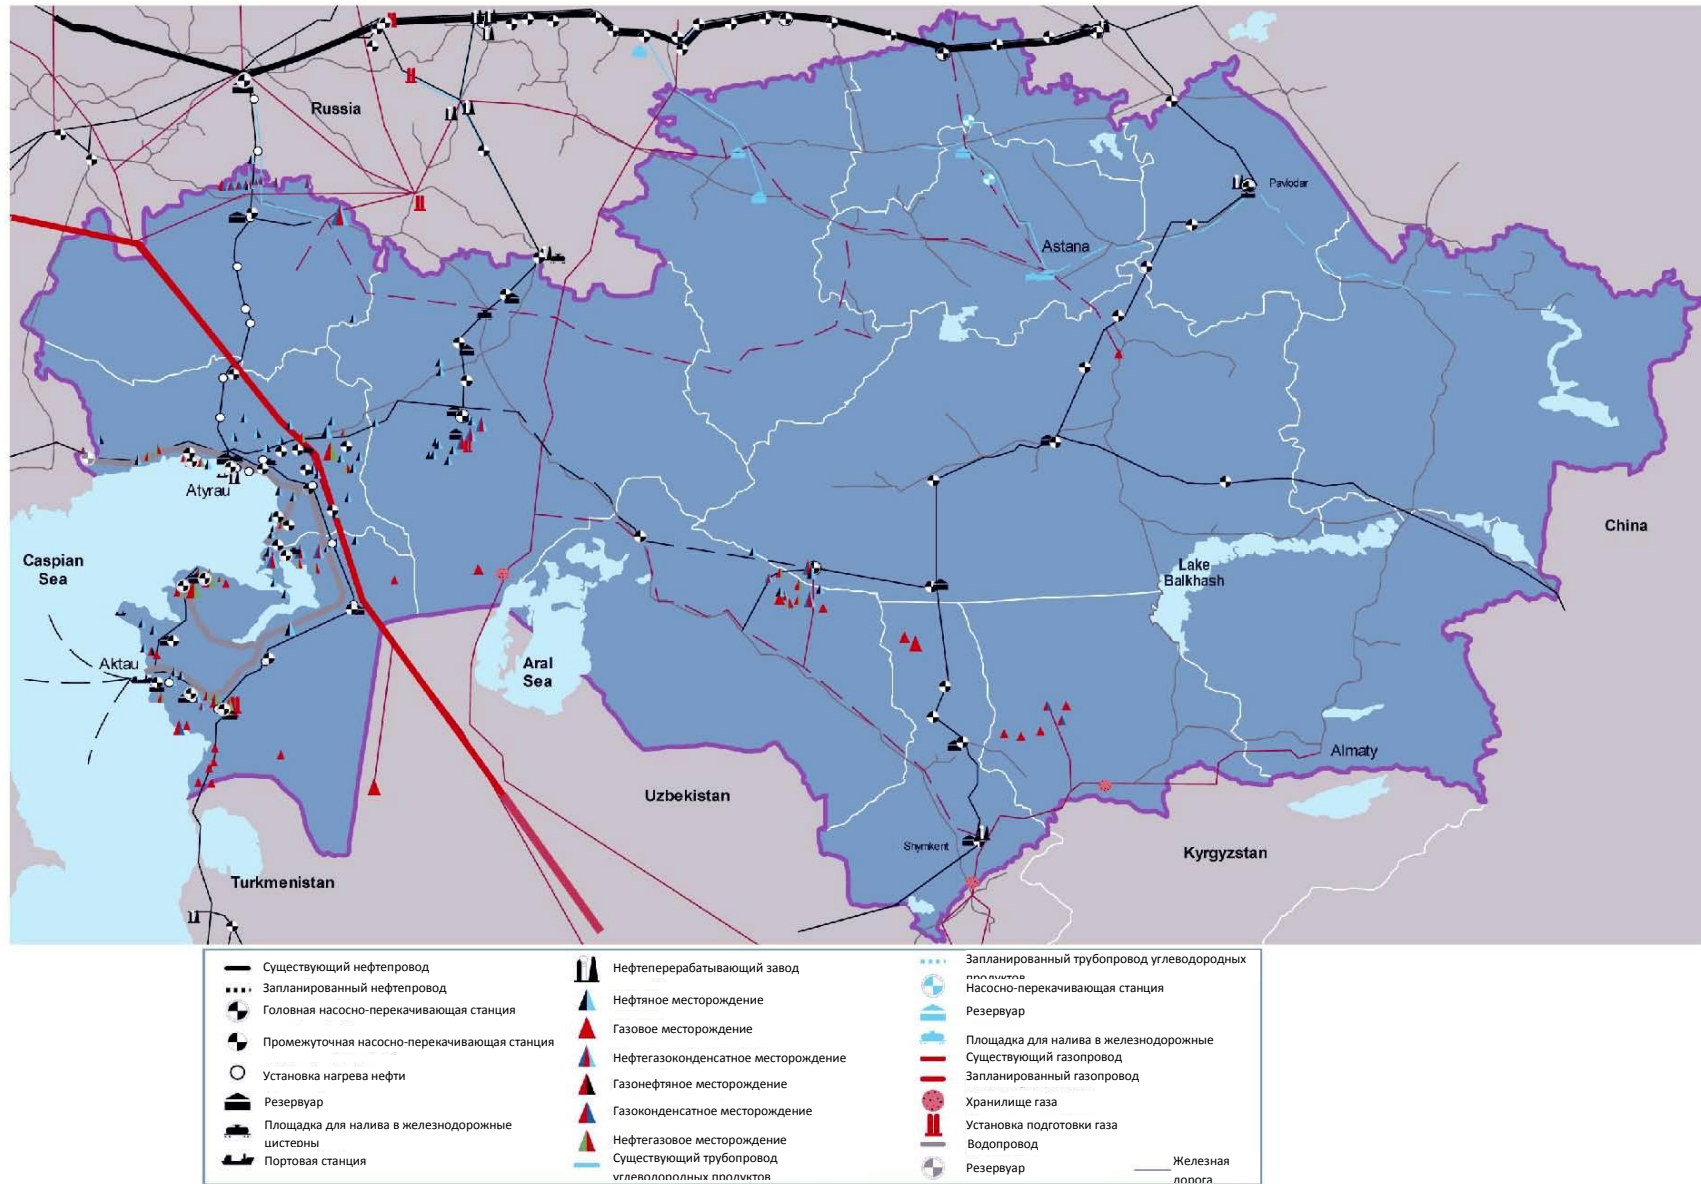 Russia
Pavlodar
Astana
Atyrau
China
Caspian
Sea
Lake
Balkhash
Aktau
Aral
Sea
Almaty
Uzbekistan
Shymkent
Kyrgyzstan
Turkmenistan
Существующий нефтепровод
Запланированный нефтепровод
Головная насосно-перекачивающая станция
Промежуточная насосно-перекачивающая станция
Установка нагрева нефти
Резервуар
Площадка для налива в железнодорожные
цистерны
Портовая станция
Нефтеперерабатывающий завод
Нефтяное месторождение
Газовое месторождение
Нефтегазоконденсатное месторождение
Газонефтяное месторождение
Газоконденсатное месторождение
Нефтегазовое месторождение
Существующий трубопровод
углеводородных продуктов
Запланированный трубопровод углеводородных
продуктов
Насосно-перекачивающая станция
Резервуар
Площадка для налива в железнодорожные
Существующий газопровод
Запланированный газопровод
Хранилище газа
Установка подготовки газа
Водопровод
Резервуар
Железная
дорога